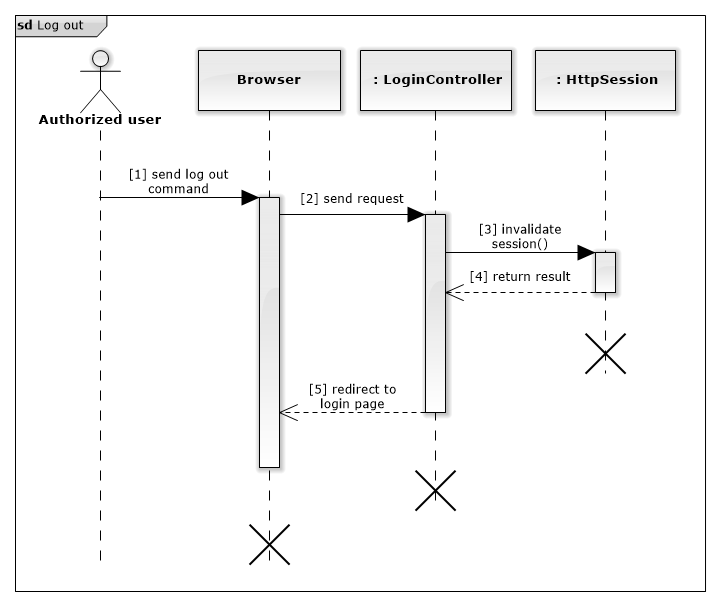 sd Log out
Authorized user
Browser
: LoginController
: HttpSession
[1] send log out
command
[2] send request
[3] invalidate
session()
[4] return result
[5] redirect to
login page